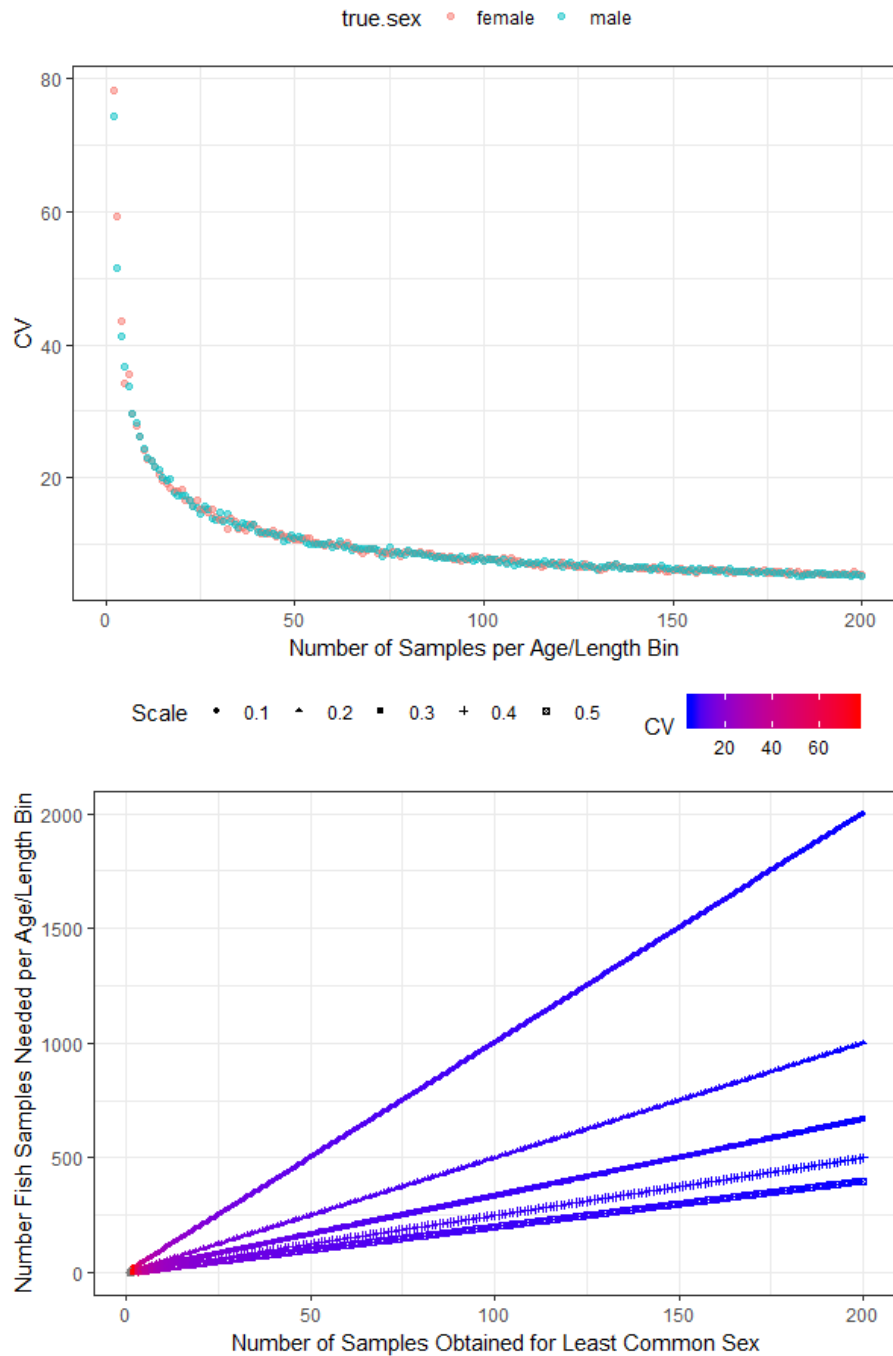 true.sex female male
80
60
40
20
CV
0 50 100 150 200
Number of Samples per Age/Length Bin
Scale 0.1 0.2 0.3 0.4 0.5 CV
20 40 60
2000
1500
1000
500
0
Number Fish Samples Needed per Age/Length Bin
0 50 100 150 200
Number of Samples Obtained for Least Common Sex